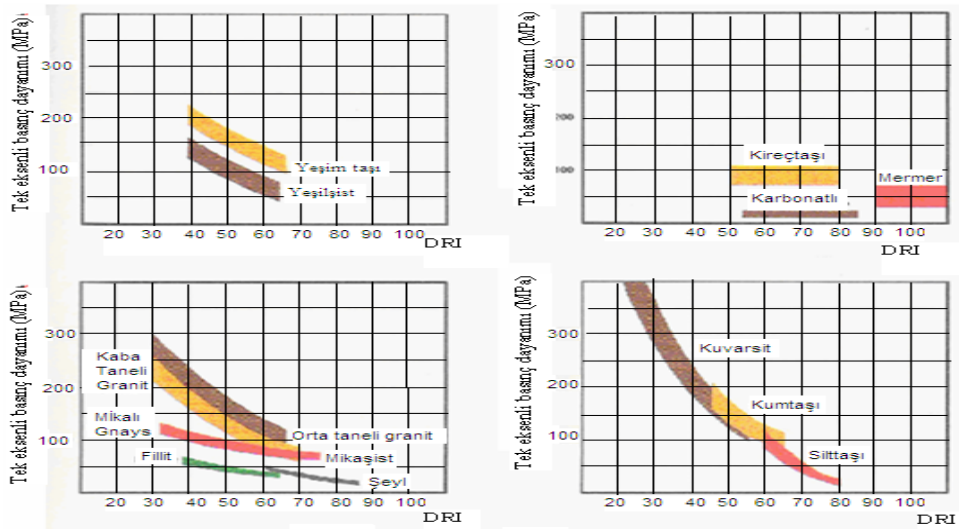 Tek eksenli basınç dayanımı (MPa)
300
200
100
Yeşim taşı
Yeşilşist
20 30 40 50 60 70 80 90 100
DRI
Tek eksenli basınç dayanımı (MPa)
300
200
100
Kireçtaşı
Mermer
Karbonatlı
20 30 40 50 60 70 80 90 100
DRI
Tek eksenli basınç dayanımı (MPa)
300
200
100
Kaba
Taneli
Granit
Mikalı
Gnays
Fillit
Orta taneli granit
Mikaşist
Şeyl
20 30 40 50 60 70 80 90 100
DRI
Tek eksenli basınç dayanımı (MPa)
300
200
100
Kuvarsit
Kumtaşı
Silttaşı
20 30 40 50 60 70 80 90 100
DRI